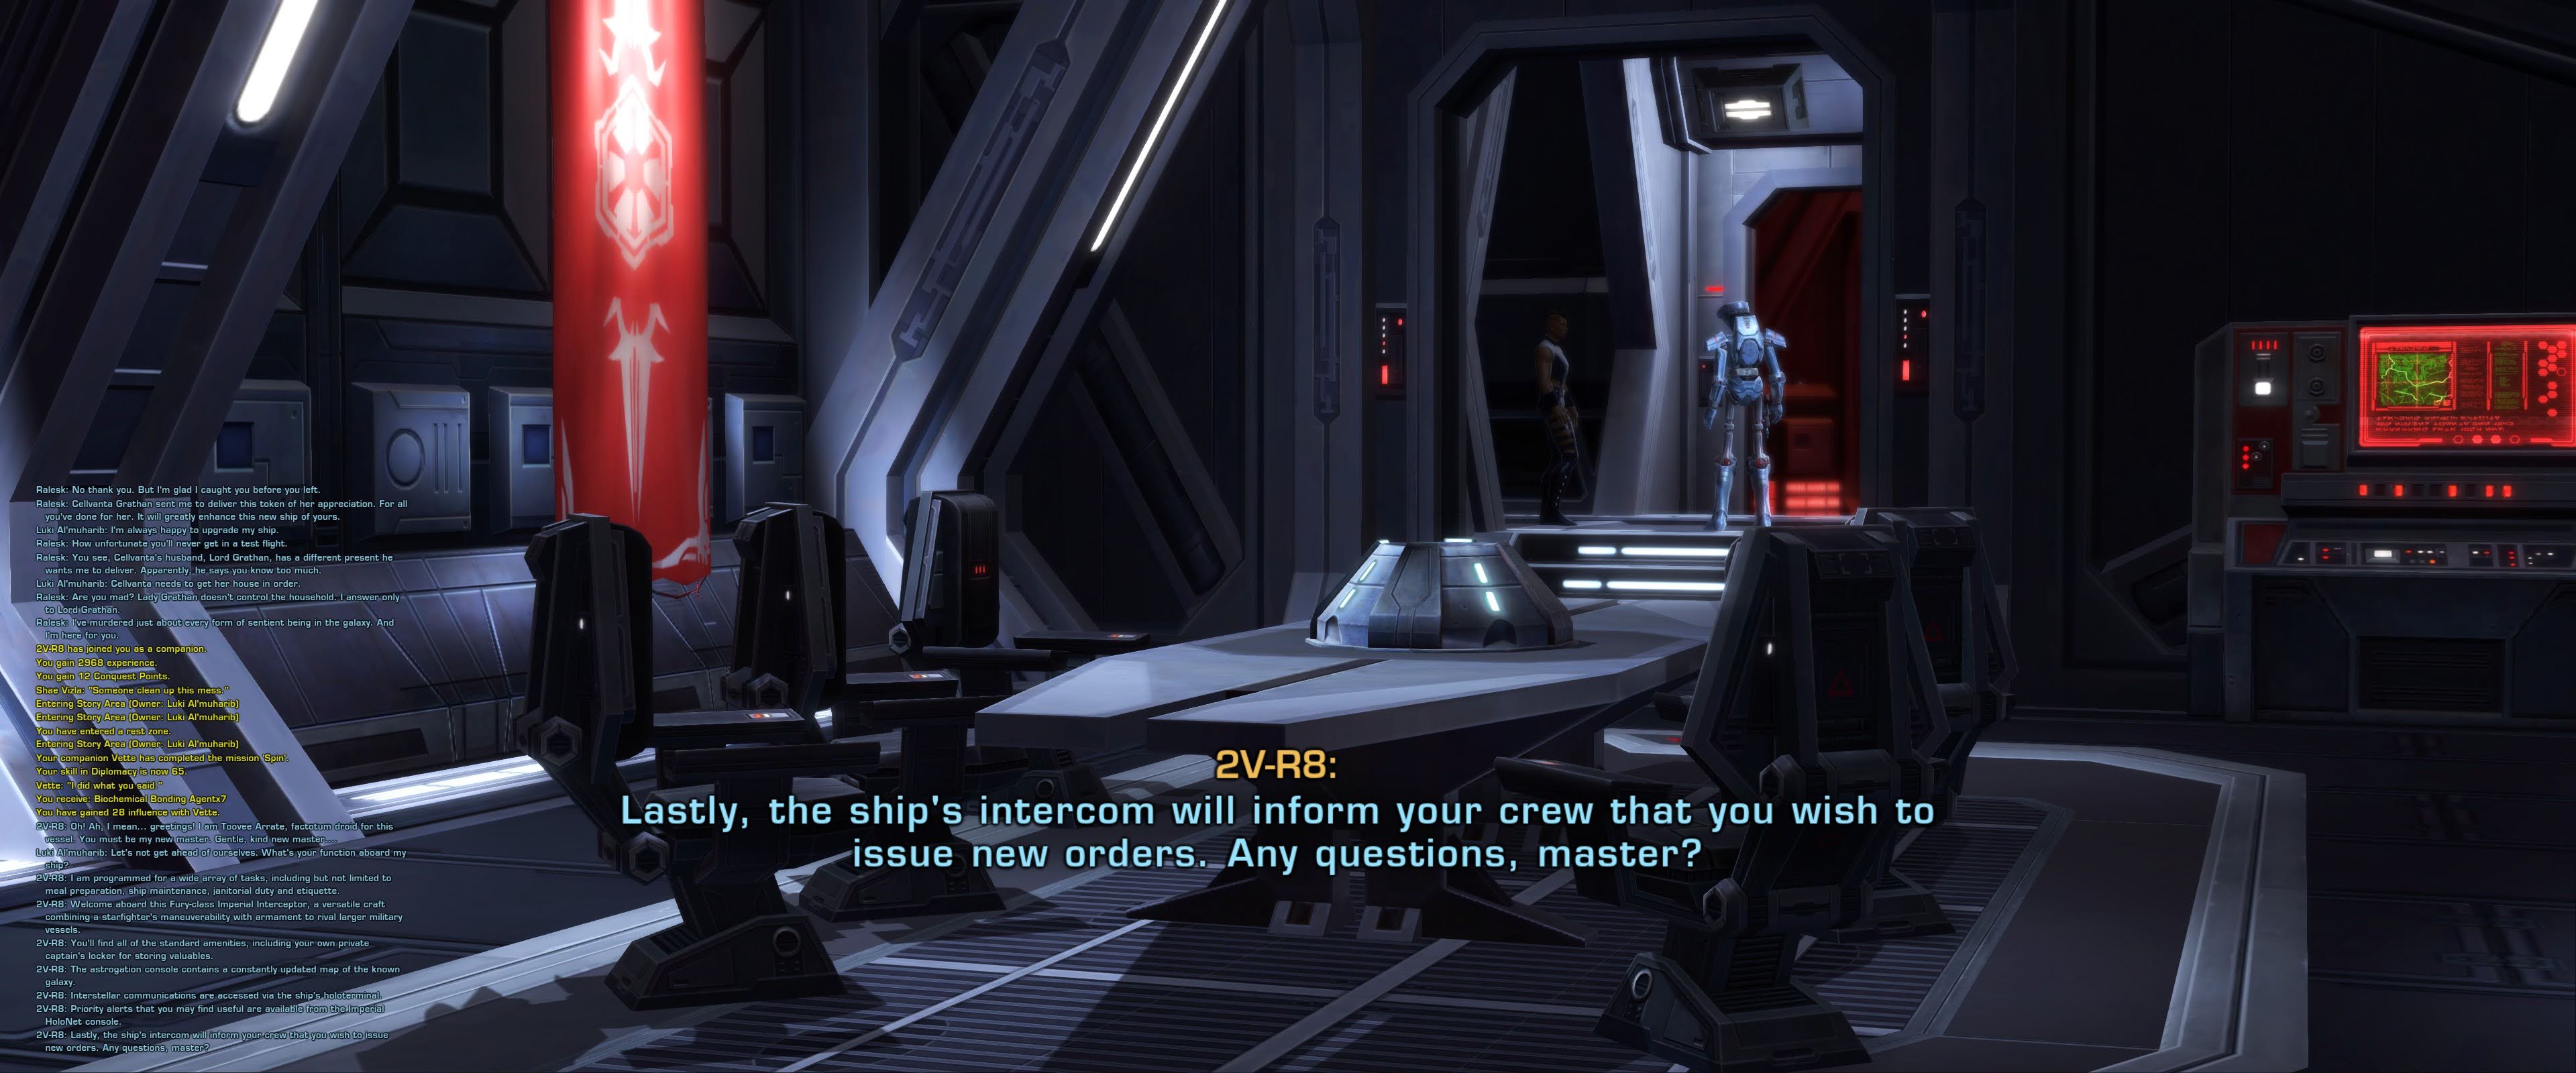 Ralesk: No thank you. But I'm glad I caught you before you left.
Ralesk: Cellvanta Grathan sent me to deliver this token of her appreciation. For all
you've done for her. It will greatly enhance this new ship of yours.
Luki Al'muharib: I'm always happy to upgrade my ship.
Ralesk: How unfortunate you'll never get in a test flight.
Ralesk: You see, Cellvanta's husband, Lord Grathan, has a different present he
wants me to deliver. Apparently, he says you know too much.
Luki Al'muharib: Cellvanta needs to get her house in order.
Ralesk: Are you mad? Lady Grathan doesn't control the household. I answer only
to Lord Grathan.
Ralesk: I've murdered just about every form of sentient being in the galaxy. And
I'm here for you.
2V-R8 has joined you as a companion.
You gain 2968 experience.
You gain 12 Conquest Points.
Shae Vizla: "Someone clean up this mess."
Entering Story Area (Owner: Luki Al'muharib)
Entering Story Area (Owner: Luki Al'muharib)
You have entered a rest zone.
Entering Story Area (Owner: Luki Al'muharib)
Your companion Vette has completed the mission 'Spin'.
Your skill in Diplomacy is now 65.
Vette: "I did what you said."
You receive: Biochemical Bonding Agentx7
You have gained 28 influence with Vette.
2V-R8: Oh! Ah, I mean... greetings! I am Toovee Arrate, factotum droid for this
vessel. You must be my new master. Gentle, kind new master...
Luki Al'muharib: Let's not get ahead of ourselves. What's your function aboard my
ship?
2V-R8: I am programmed for a wide array of tasks, including but not limited to
meal preparation, ship maintenance, janitorial duty and etiquette.
2V-R8: Welcome aboard this Fury-class Imperial Interceptor, a versatile craft
combining a starfighter's maneuverability with armament to rival larger military
vessels.
2V-R8: You'll find all of the standard amenities, including your own private
captain's locker for storing valuables.
2V-R8: The astrogation console contains a constantly updated map of the known
galaxy.
2V-R8: Interstellar communications are accessed via the ship's holoterminal.
2V-R8: Priority alerts that you may find useful are available from the Imperial
HoloNet console.
2V-R8: Lastly, the ship's intercom will inform your crew that you wish to issue
new orders. Any questions, master?
2V-R8:
Lastly, the ship's intercom will inform your crew that you wish to
issue new orders. Any questions, master?